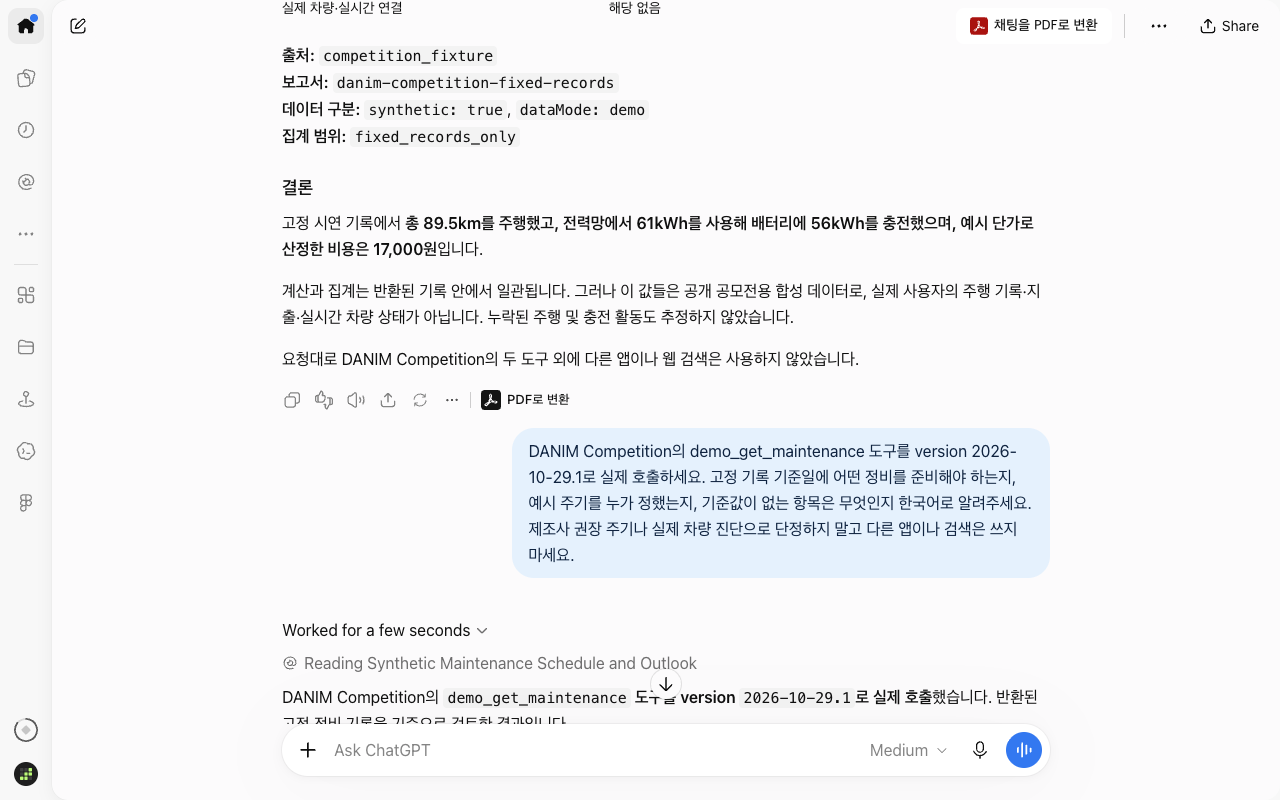 실제 차량·실시간 연결 해당 없음
채팅을 PDF로 변환
Share
출처: competition_fixture
보고서: danim-competition-fixed-records
데이터 구분: synthetic: true, dataMode: demo
집계 범위: fixed_records_only
결론
고정 시연 기록에서 총 89.5km를 주행했고, 전력망에서 61kWh를 사용해 배터리에 56kWh를 충전했으며, 예시 단가로
산정한 비용은 17,000원입니다.
계산과 집계는 반환된 기록 안에서 일관됩니다. 그러나 이 값들은 공개 공모전용 합성 데이터로, 실제 사용자의 주행 기록·지
출·실시간 차량 상태가 아닙니다. 누락된 주행 및 충전 활동도 추정하지 않았습니다.
요청대로 DANIM Competition의 두 도구 외에 다른 앱이나 웹 검색은 사용하지 않았습니다.
PDF로 변환
DANIM Competition의 demo_get_maintenance 도구를 version 2026-
10-29.1로 실제 호출하세요. 고정 기록 기준일에 어떤 정비를 준비해야 하는지,
예시 주기를 누가 정했는지, 기준값이 없는 항목은 무엇인지 한국어로 알려주세요.
제조사 권장 주기나 실제 차량 진단으로 단정하지 말고 다른 앱이나 검색은 쓰지
마세요.
Worked for a few seconds
Reading Synthetic Maintenance Schedule and Outlook
DANIM Competition의 demo_get_maintenance 도구를 version 2026-10-29.1로 실제 호출했습니다. 반환된
고정 정비 기록을 기준으로 검토한 결과입니다.
Ask ChatGPT
Medium